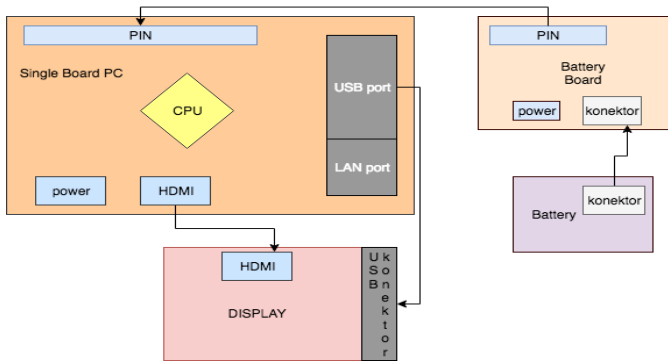 PIN
Single Board PC
CPU
USB port
LAN port
power
HDMI
PIN
Battery
Board
power
konektor
konektor
Battery
HDMI
DISPLAY
USB
konektor